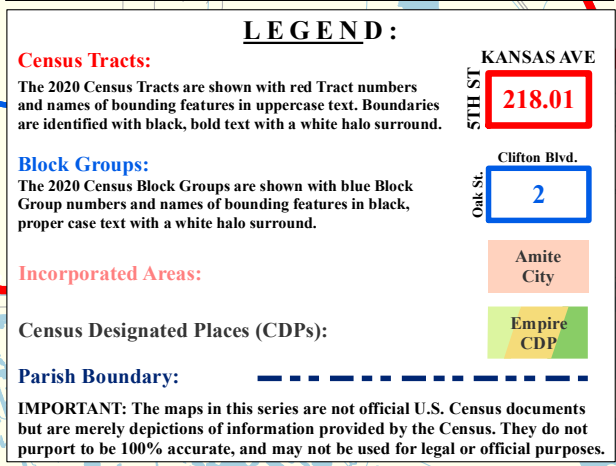 LEGEND:
Census Tracts:
KANSAS AVE
The 2020 Census Tracts are shown with red Tract numbers
and names of bounding features in uppercase text. Boundaries
are identified with black, bold text with a white halo surround.
5TH ST
218.01
Block Groups:
Clifton Blvd.
The 2020 Census Block Groups are shown with blue Block
Group numbers and names of bounding features in black,
proper case text with a white halo surround.
Oak St.
2
Incorporated Areas:
Amite
City
Census Designated Places (CDPs):
Empire
CDP
Parish Boundary:
IMPORTANT: The maps in this series are not official U.S. Census documents
but are merely depictions of information provided by the Census. They do not
purport to be 100% accurate, and may not be used for legal or official purposes.